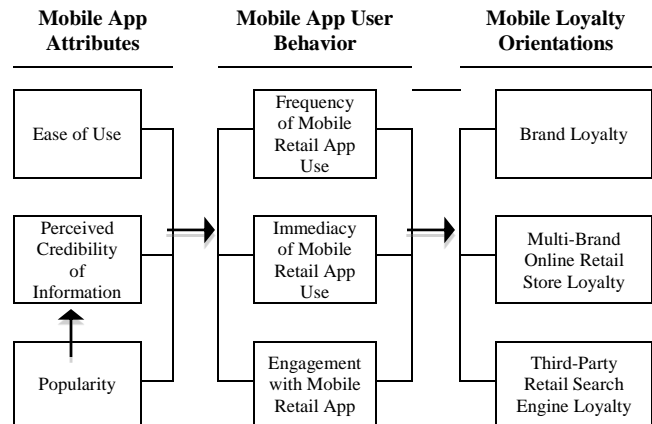 Mobile App
Attributes
Mobile App User
Behavior
Mobile Loyalty
Orientations
Ease of Use
Perceived
Credibility
of
Information
Popularity
Frequency
of Mobile
Retail App
Use
Immediacy
of Mobile
Retail App
Use
Engagement
with Mobile
Retail App
Brand Loyalty
Multi-Brand
Online Retail
Store Loyalty
Third-Party
Retail Search
Engine Loyalty